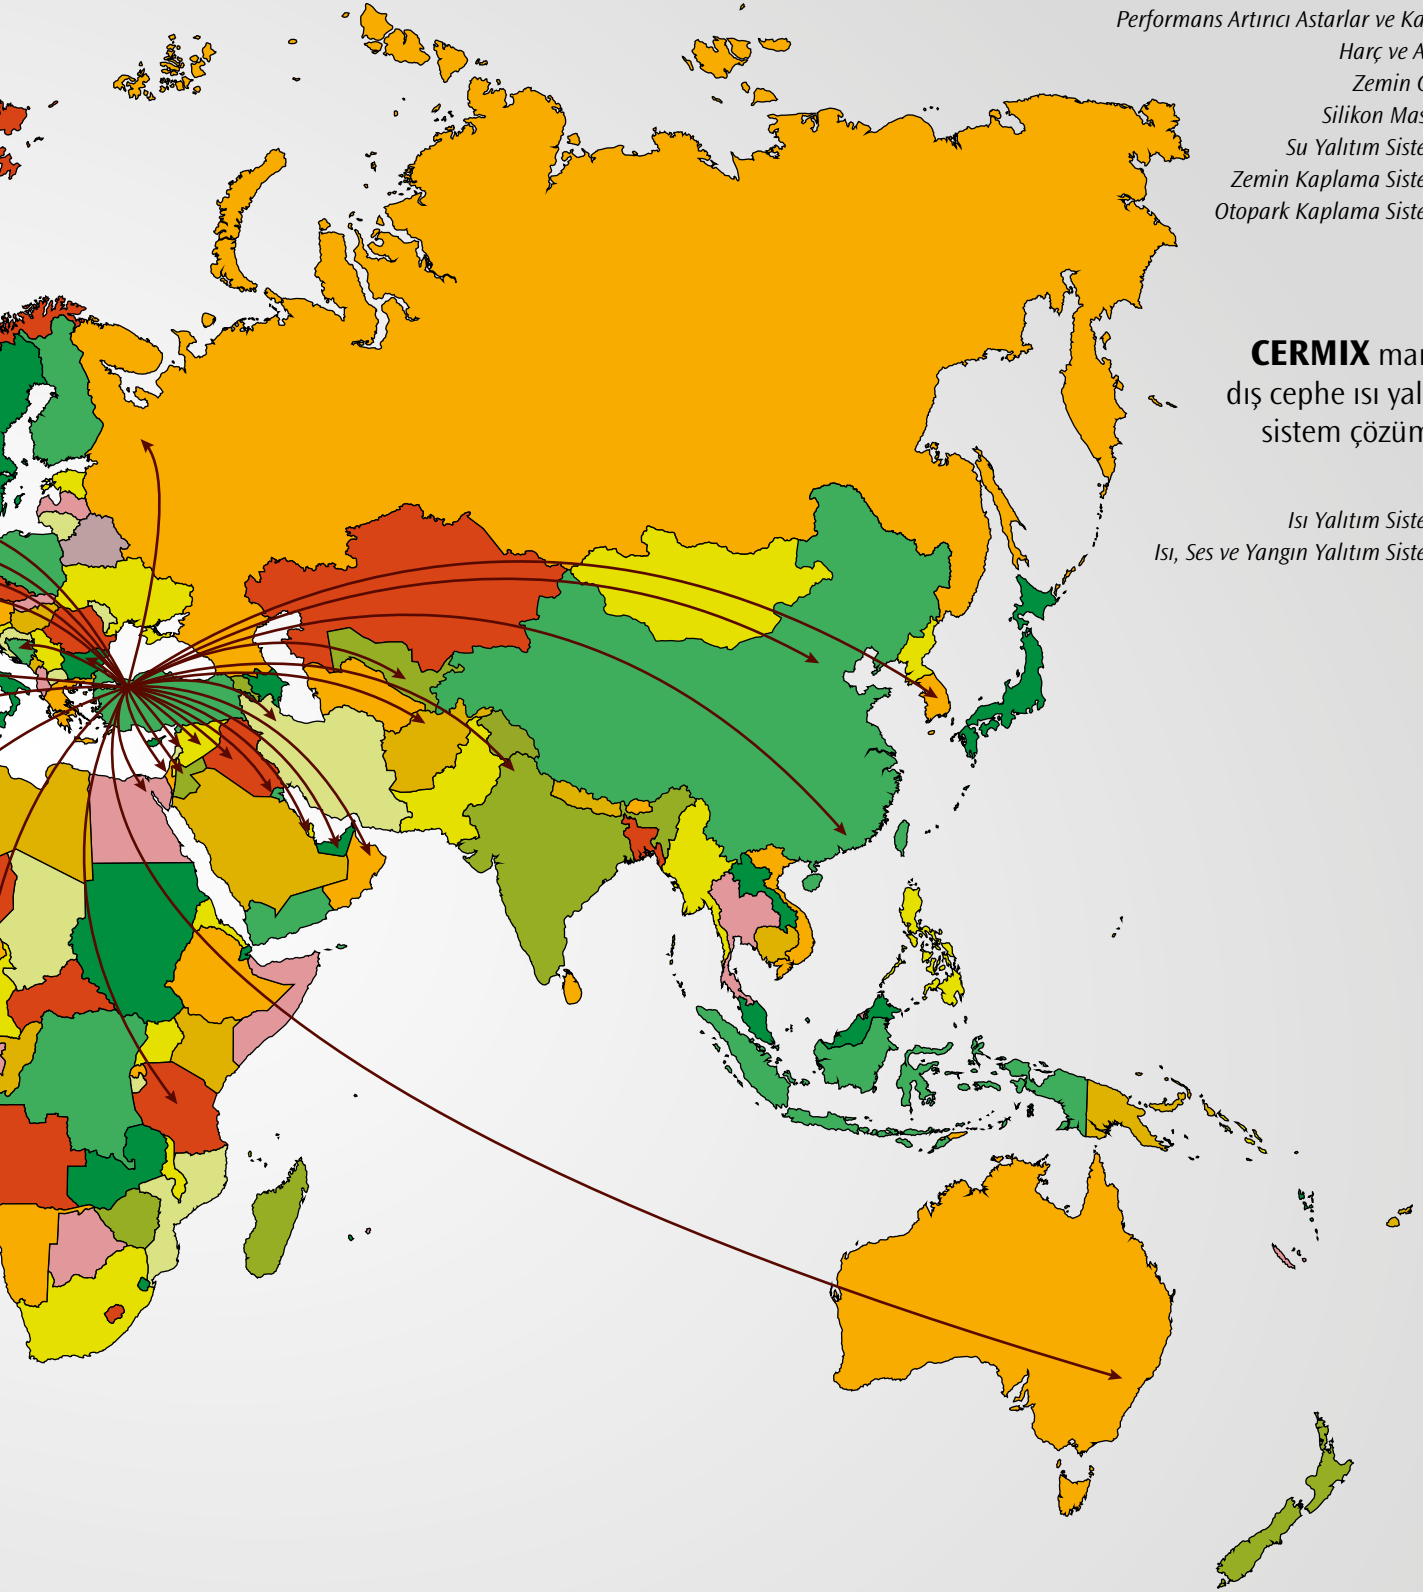 Performans Artırıcı Astarlar ve Ka
Harç ve A
Zemin
Silikon Mas
Su Yalıtım Siste
Zemin Kaplama Siste
Otopark Kaplama Siste
CERMIX mar
dış cephe ısı yal
sistem çözüm
Isı Yalıtım Siste
Isı, Ses ve Yangın Yalıtım Siste